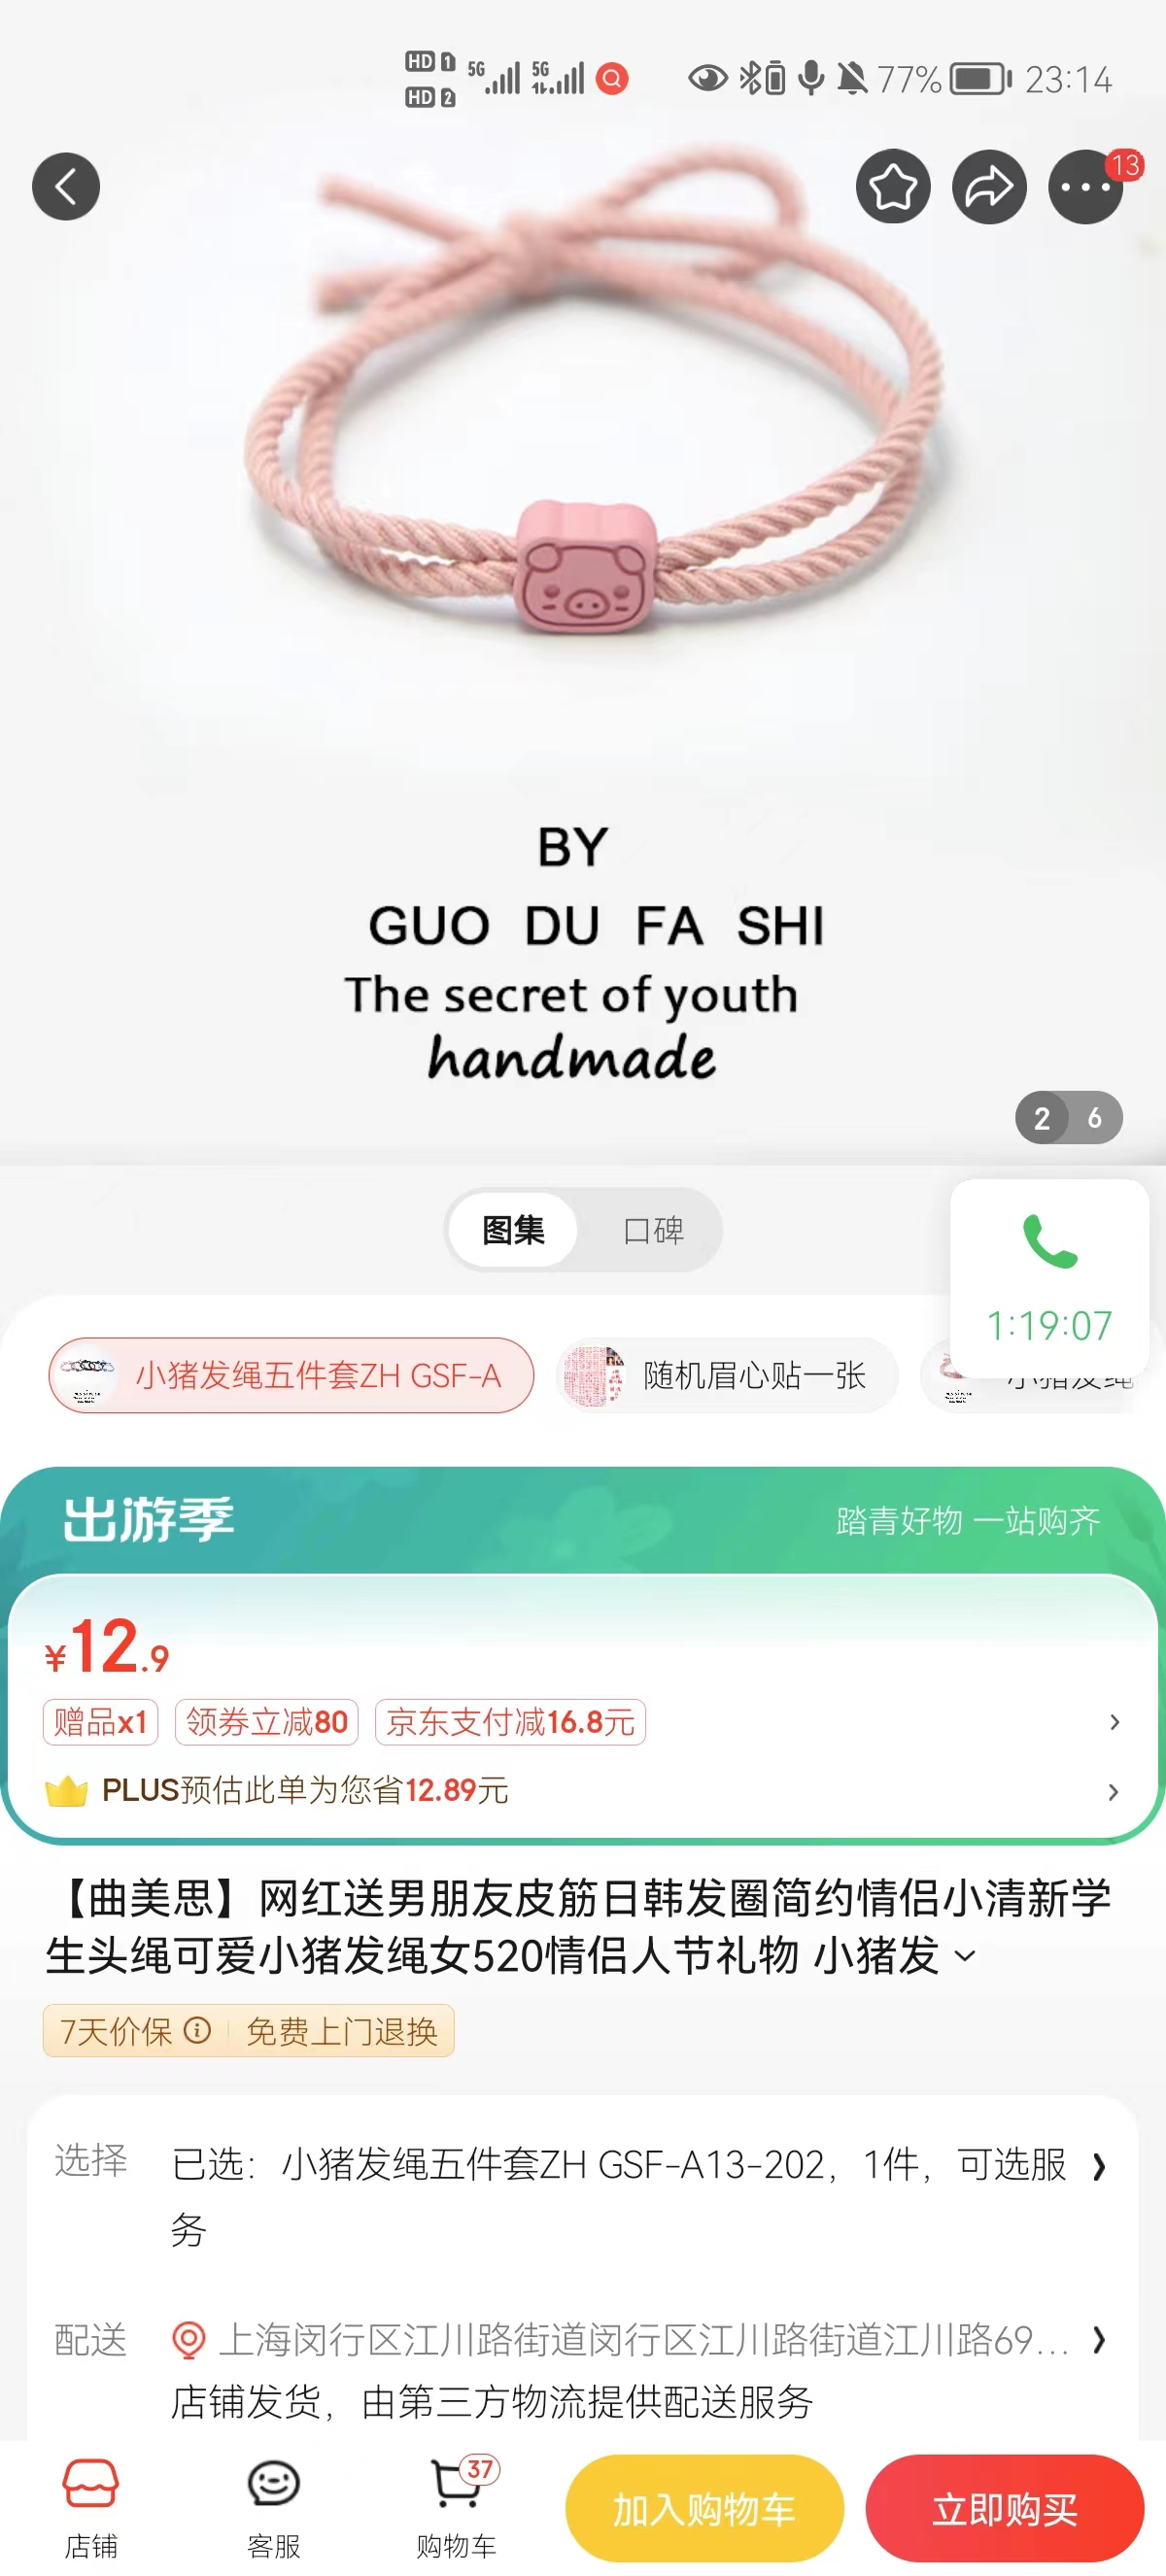 HD 1 5G 5G 77% 23:14
HD 2
13
BY
GUO DU FA SHI
The secret of youth
handmade
2 6
图集 口碑
1:19:07
小猪发绳五件套ZH GSF-A 随机眉心贴一张 小猪发绳
出游季 踏青好物 一站购齐
¥12.9
赠品x1 领券立减80 京东支付减16.8元
PLUS预估此单为您省12.89元
【曲美思】网红送男朋友皮筋日韩发圈简约情侣小清新学
生头绳可爱小猪发绳女520情侣人节礼物 小猪发
7天价保 免费上门退换
选择 已选：小猪发绳五件套ZH GSF-A13-202，1件，可选服
务
配送 上海闵行区江川路街道闵行区江川路街道江川路69...
店铺发货，由第三方物流提供配送服务
37
店铺 客服 购物车 加入购物车 立即购买